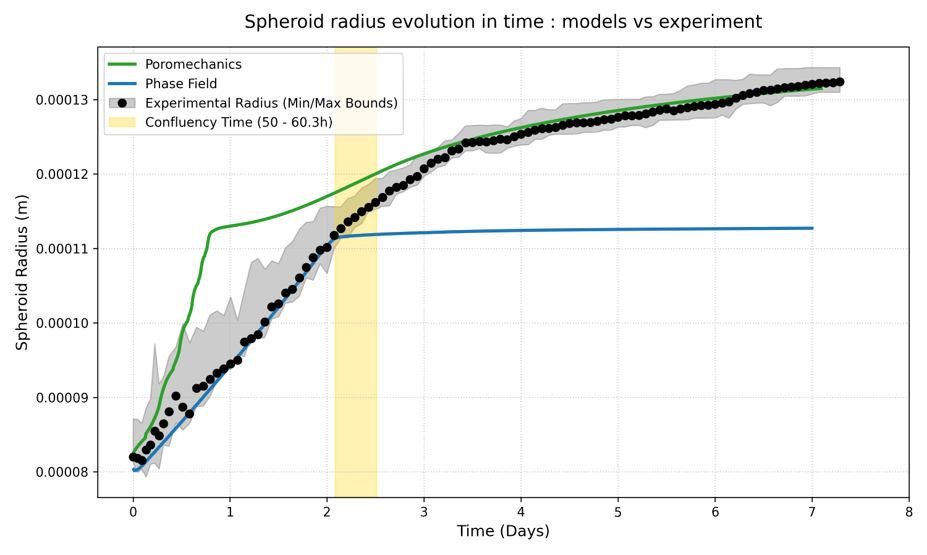 Spheroid radius evolution in time : models vs experiment
Poromechanics
Phase Field
Experimental Radius (Min/Max Bounds)
Confluency Time (50 - 60.3h)
Spheroid Radius (m)
0.00013
0.00012
0.00011
0.00010
0.00009
0.00008
0 1 2 3 4 5 6 7 8
Time (Days)